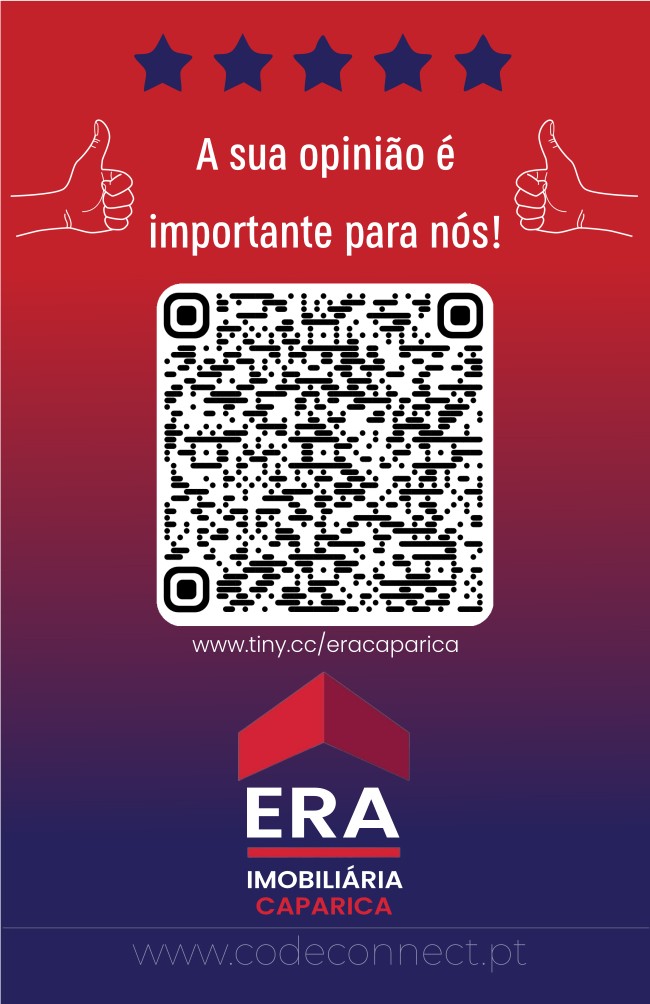 A sua opinião é
importante para nós!
www.tiny.cc/eracaparica
ERA
IMOBILIÁRIA
CAPARICA
www.codeconnect.pt